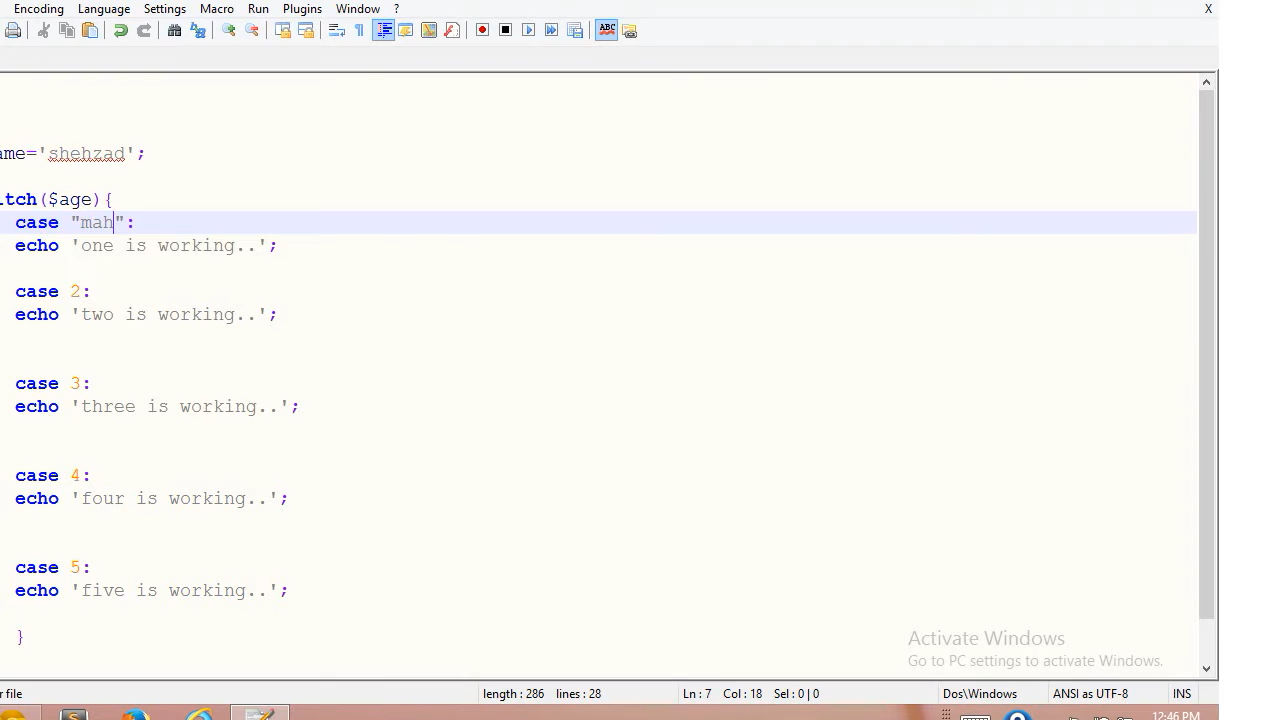 Encoding Language Settings Macro Run Plugins Window ? X
ame='shehzad';
itch($age){
case "mah":
echo 'one is working..';
case 2:
echo 'two is working..';
case 3:
echo 'three is working..';
case 4:
echo 'four is working..';
case 5:
echo 'five is working..';
}
Activate Windows
Go to PC settings to activate Windows.
r file length : 286 lines : 28 Ln : 7 Col : 18 Sel : 0 | 0 Dos\Windows ANSI as UTF-8 INS
12:46 PM